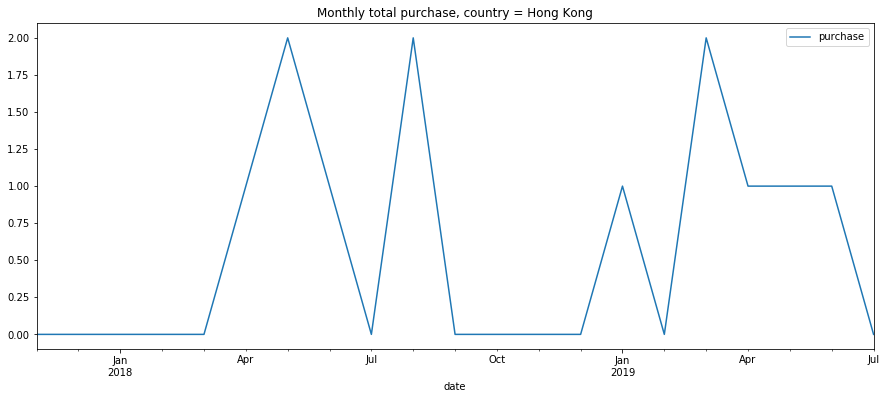 Monthly total purchase, country = Hong Kong
purchase
2.00
1.75
1.50
1.25
1.00
0.75
0.50
0.25
0.00
Jan Apr Jul Oct Jan Apr Jul
2018 2019
date